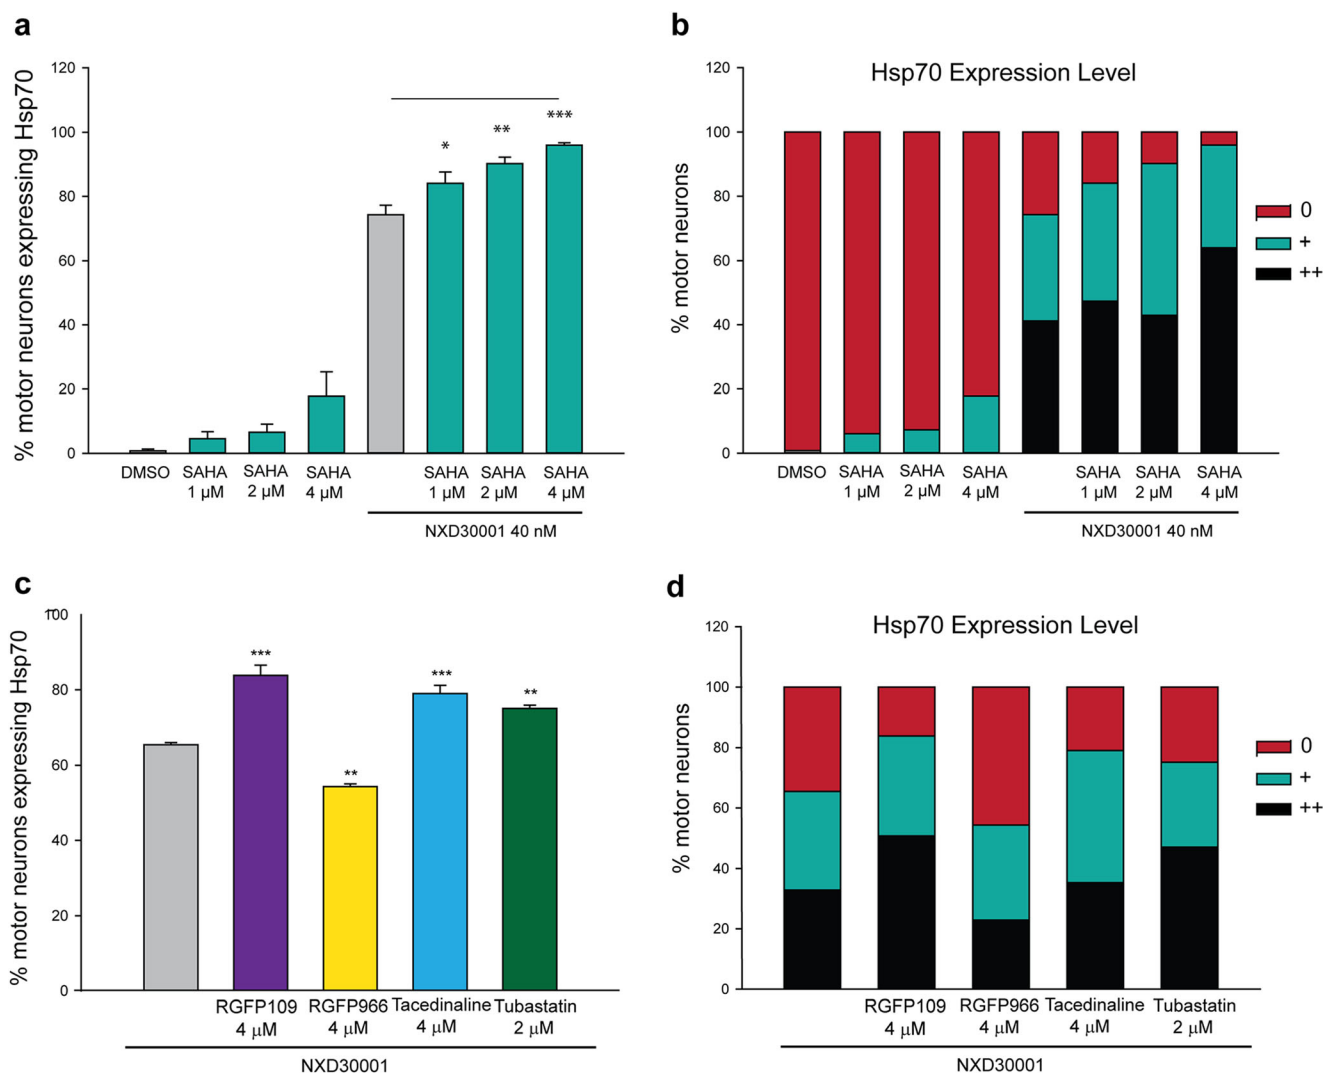 a
% motor neurons expressing Hsp70
120
100
80
60
40
20
0
*
**
***
DMSO SAHA SAHA SAHA SAHA SAHA SAHA
1 µM 2 µM 4 µM 1 µM 2 µM 4 µM
NXD30001 40 nM
b
Hsp70 Expression Level
% motor neurons
120
100
80
60
40
20
0
0
+
++
DMSO SAHA SAHA SAHA SAHA SAHA SAHA
1 µM 2 µM 4 µM 1 µM 2 µM 4 µM
NXD30001 40 nM
c
% motor neurons expressing Hsp70
100
80
60
40
20
0
***
**
***
**
RGFP109 RGFP966 Tacedinaline Tubastatin
4 µM 4 µM 4 µM 2 µM
NXD30001
d
Hsp70 Expression Level
% motor neurons
120
100
80
60
40
20
0
0
+
++
RGFP109 RGFP966 Tacedinaline Tubastatin
4 µM 4 µM 4 µM 2 µM
NXD30001